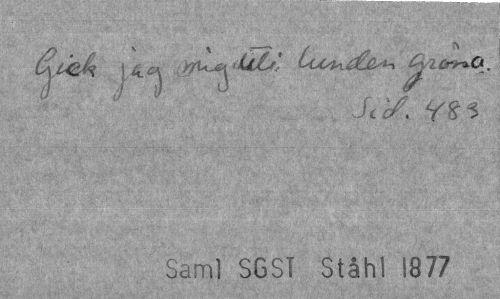 Gick jag mig uti lunden gröna.
Sid. 483
Saml SGST Ståhl 1877